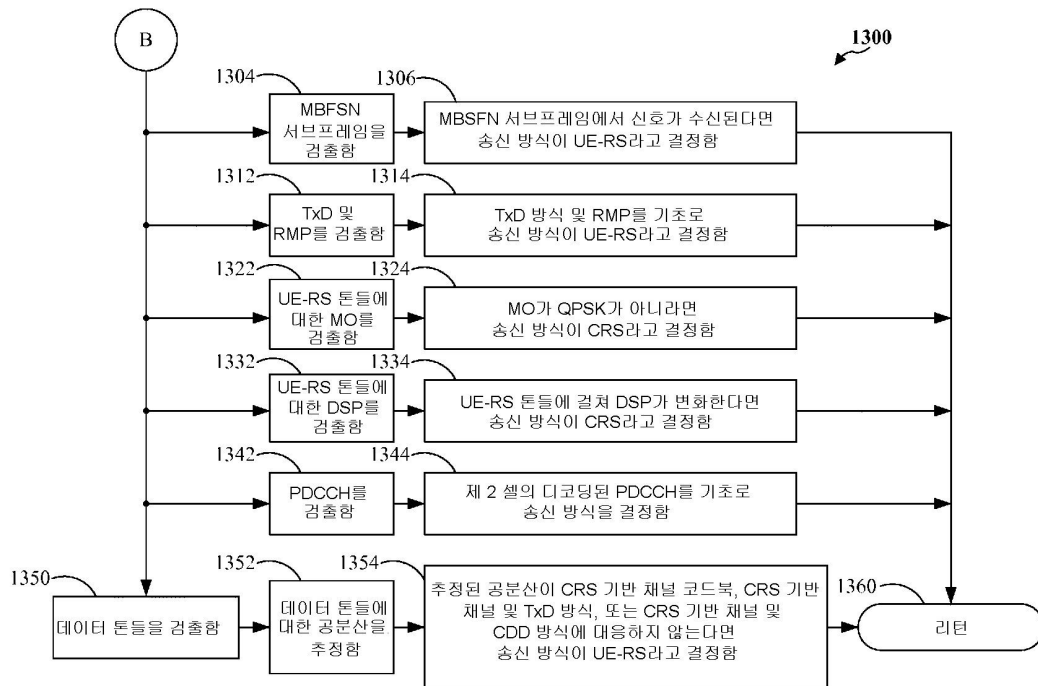 B
1300
1304
MBFSN
서브프레임을
검출함
1306
MBSFN 서브프레임에서 신호가 수신된다면
송신 방식이 UE-RS라고 결정함
1312
TxD 및
RMP를 검출함
1314
TxD 방식 및 RMP를 기초로
송신 방식이 UE-RS라고 결정함
1322
UE-RS 톤들에
대한 MO를
검출함
1324
MO가 QPSK가 아니라면
송신 방식이 CRS라고 결정함
1332
UE-RS 톤들에
대한 DSP를
검출함
1334
UE-RS 톤들에 걸쳐 DSP가 변화한다면
송신 방식이 CRS라고 결정함
1342
PDCCH를
검출함
1344
제 2 셀의 디코딩된 PDCCH를 기초로
송신 방식을 결정함
1350
데이터 톤들을 검출함
1352
데이터 톤들에
대한 공분산을
추정함
1354
추정된 공분산이 CRS 기반 채널 코드북, CRS 기반
채널 및 TxD 방식, 또는 CRS 기반 채널 및
CDD 방식에 대응하지 않는다면
송신 방식이 UE-RS라고 결정함
1360
리턴